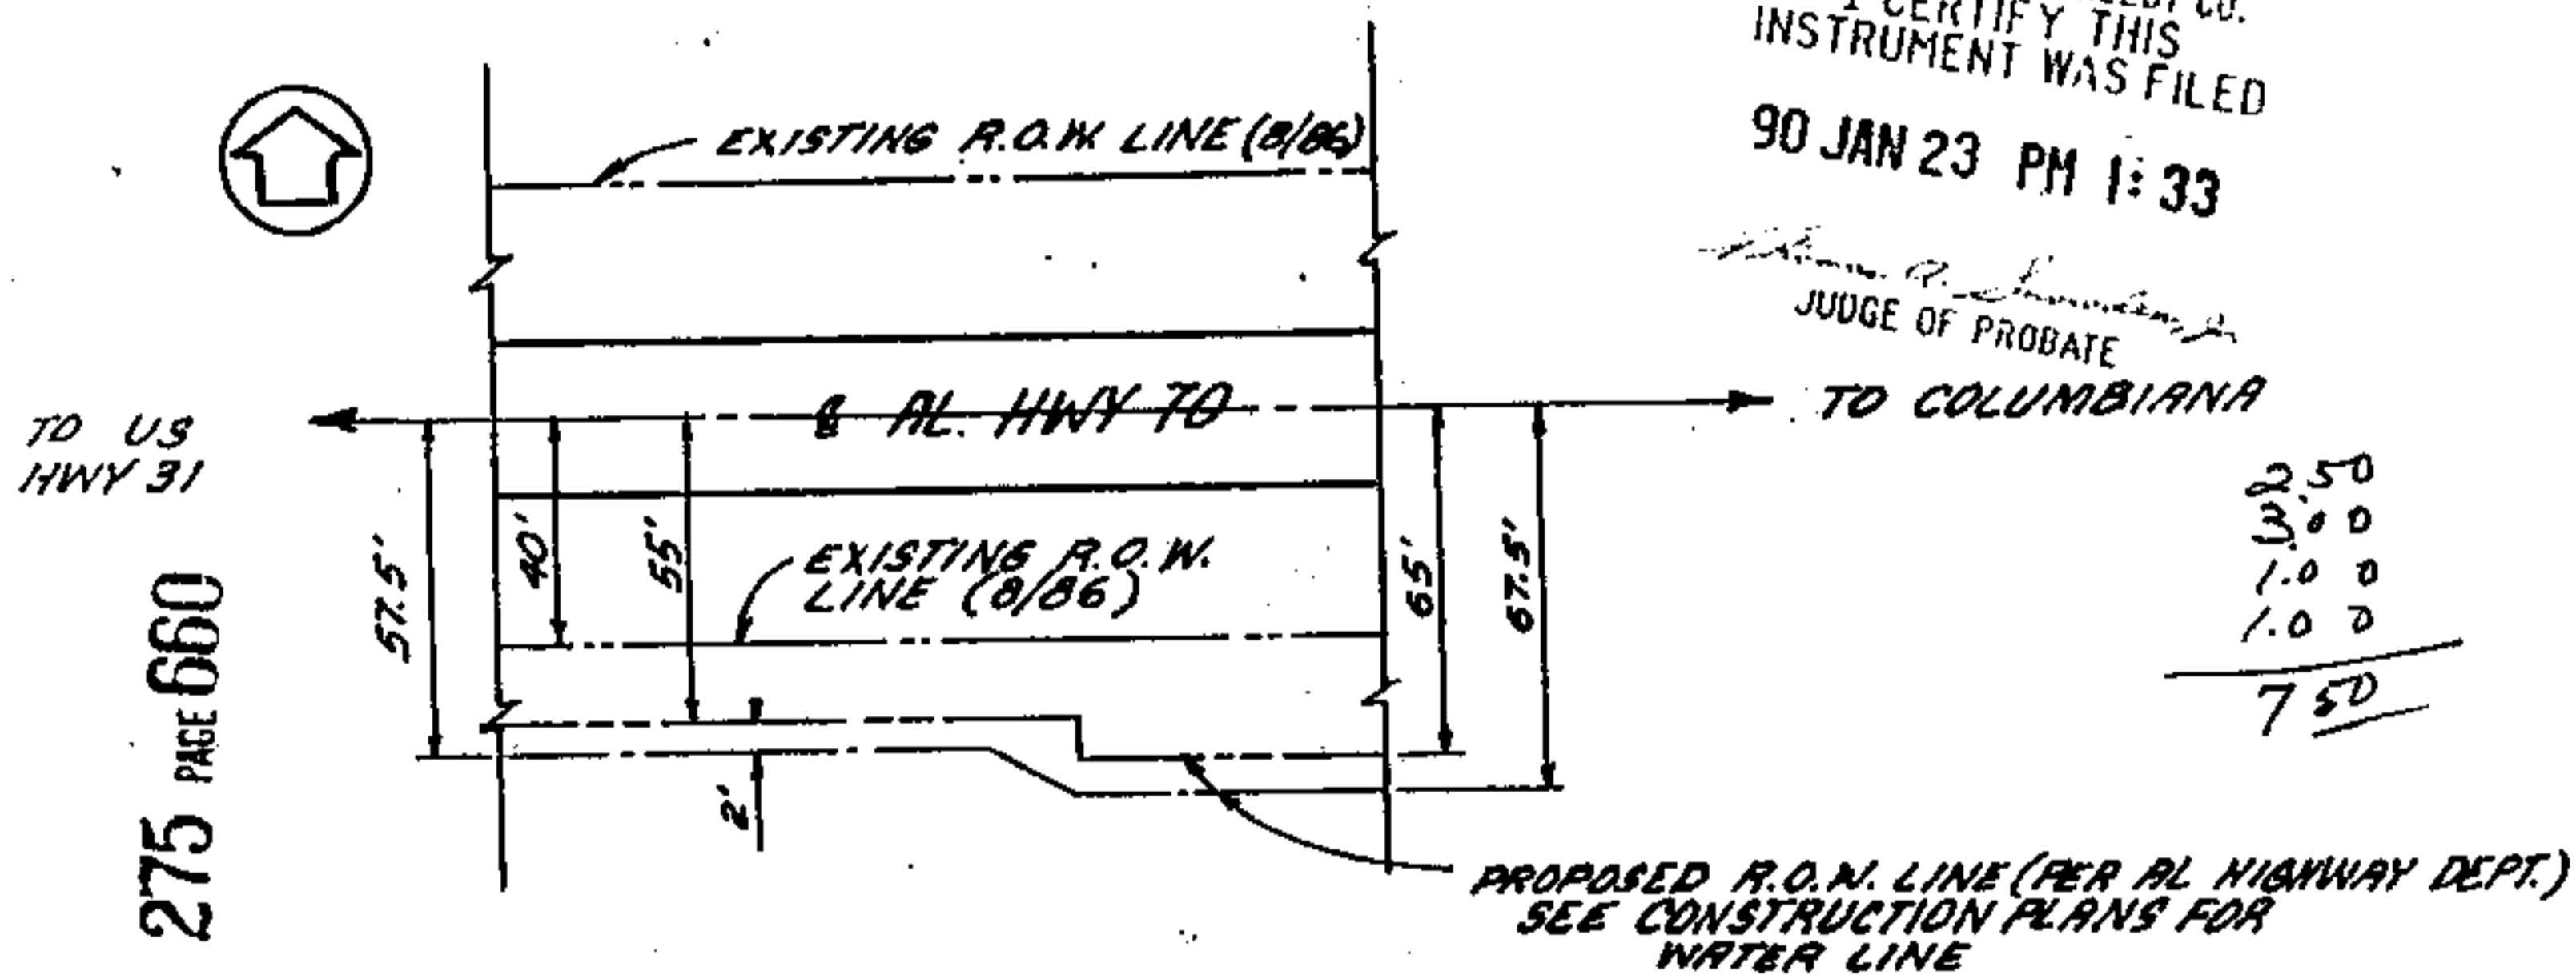 CO.
I CERTIFY THIS
INSTRUMENT WAS FILED
90 JAN 23 PM 1:33
JUDGE OF PROBATE
EXISTING R.O.W. LINE (8/86)
TO US
HWY 31
℄ AL. HWY 70
TO COLUMBIANA
57.5'
40'
55'
EXISTING R.O.W.
LINE (8/86)
65'
67.5'
2'
2.50
3.00
1.00
1.00
7 50
275 PAGE 660
PROPOSED R.O.W. LINE (PER AL HIGHWAY DEPT.)
SEE CONSTRUCTION PLANS FOR
WATER LINE